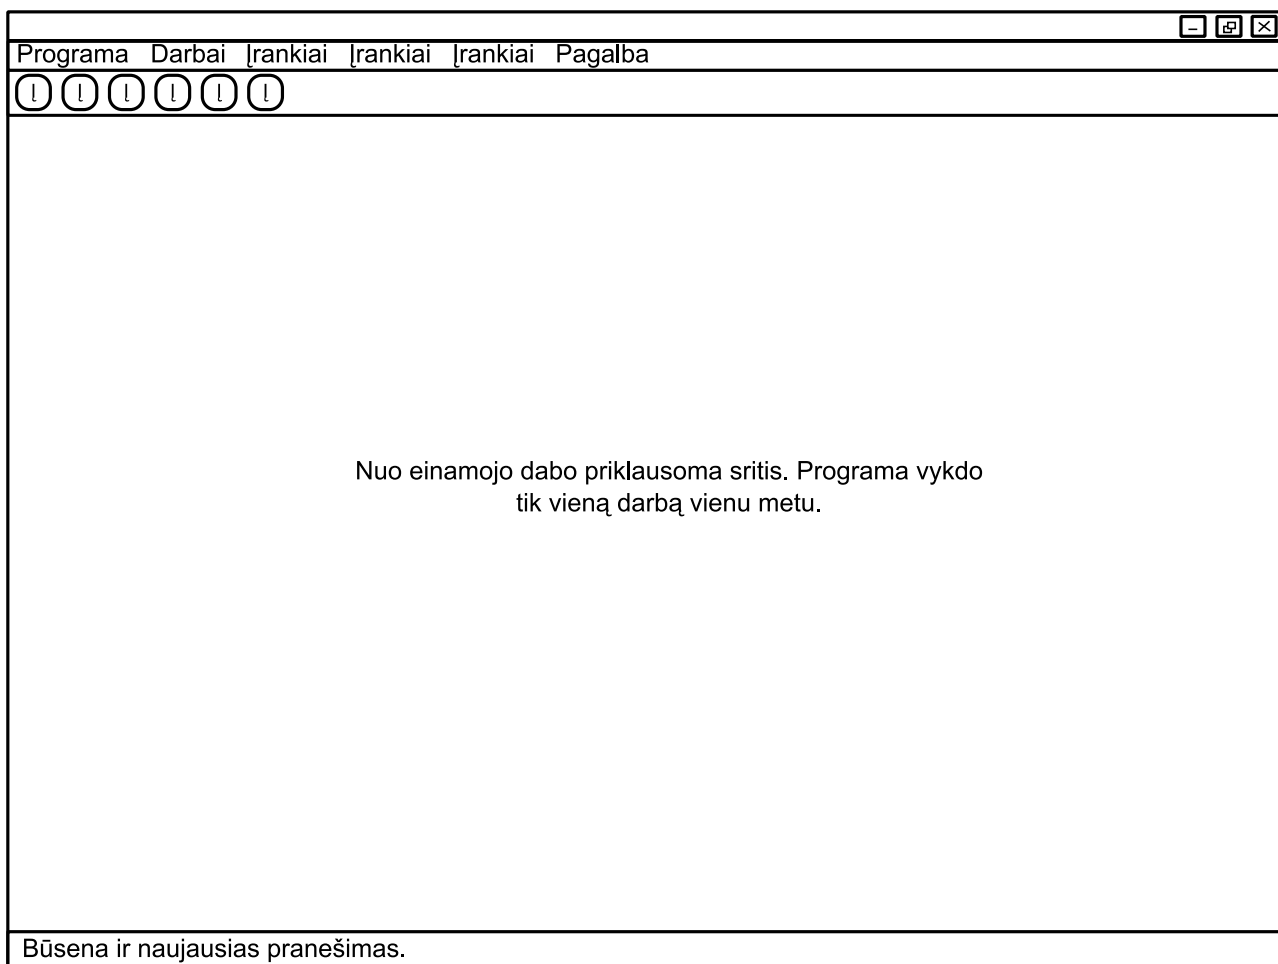 Programa Darbai Įrankiai Įrankiai Įrankiai Pagalba
Į Į Į Į Į Į
Nuo einamojo dabo priklausoma sritis. Programa vykdo
tik vieną darbą vienu metu.
Būsena ir naujausias pranešimas.